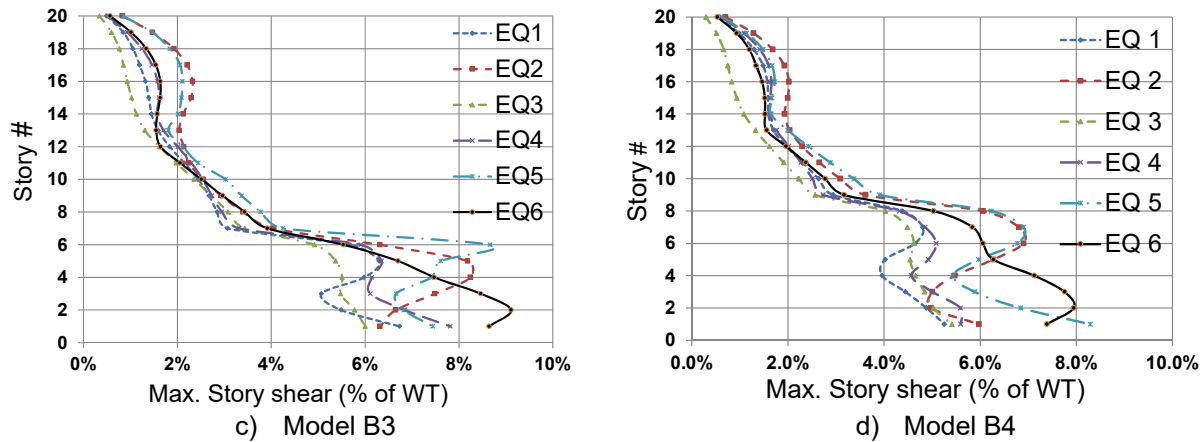 20
18
16
14
12
10
8
6
4
2
0
Story #
0%
2%
4%
6%
8%
10%
Max. Story shear (% of WT)
EQ1
EQ2
EQ3
EQ4
EQ5
EQ6
c) Model B3
20
18
16
14
12
10
8
6
4
2
0
Story #
0.0%
2.0%
4.0%
6.0%
8.0%
10.0%
Max. Story shear (% of WT)
EQ 1
EQ 2
EQ 3
EQ 4
EQ 5
EQ 6
d) Model B4